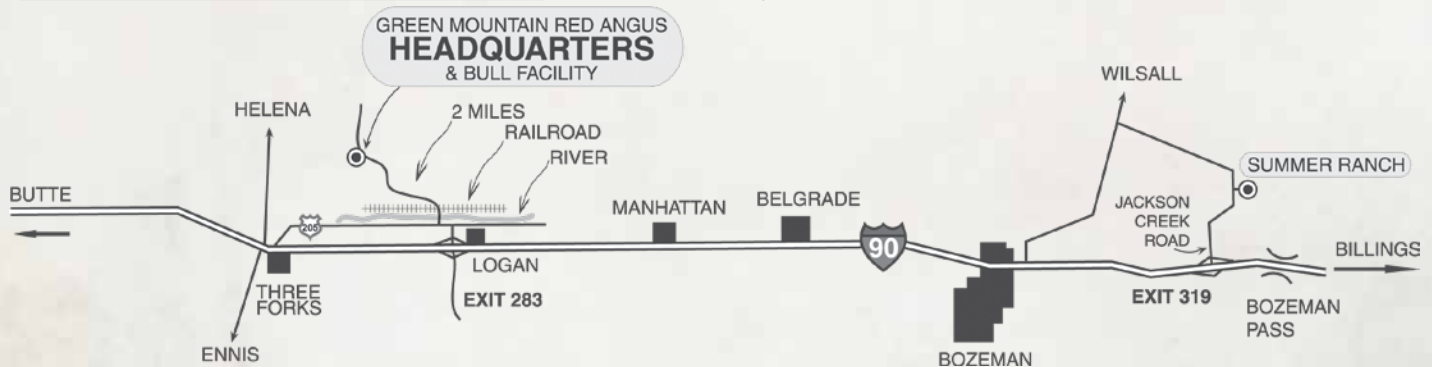 GREEN MOUNTAIN RED ANGUS
HEADQUARTERS
& BULL FACILITY
WILSALL
HELENA
2 MILES
RAILROAD
RIVER
SUMMER RANCH
BUTTE
205
MANHATTAN
BELGRADE
JACKSON
CREEK
ROAD
90
LOGAN
BILLINGS
THREE
FORKS
EXIT 283
EXIT 319
BOZEMAN
PASS
ENNIS
BOZEMAN